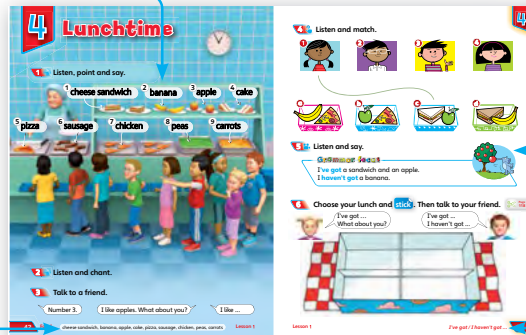 4 Lunchtime
1 Listen, point and say.
1 cheese sandwich
2 banana
3 apple
4 cake
5 pizza
6 sausage
7 chicken
8 peas
9 carrots
2 Listen and chant.
3 Talk to a friend.
Number 3.
I like apples. What about you?
I like ...
cheese sandwich, banana, apple, cake, pizza, sausage, chicken, peas, carrots
Lesson 1
4
4 Listen and match.
1
2
3
4
a
b
c
d
5 Listen and say.
Grammar focus
I've got a sandwich and an apple.
I haven't got a banana.
6 Choose your lunch and stick. Then talk to your friend.
I've got ...
What about you?
I've got ...
I haven't got ...
Lesson 1
I've got / I haven't got ...